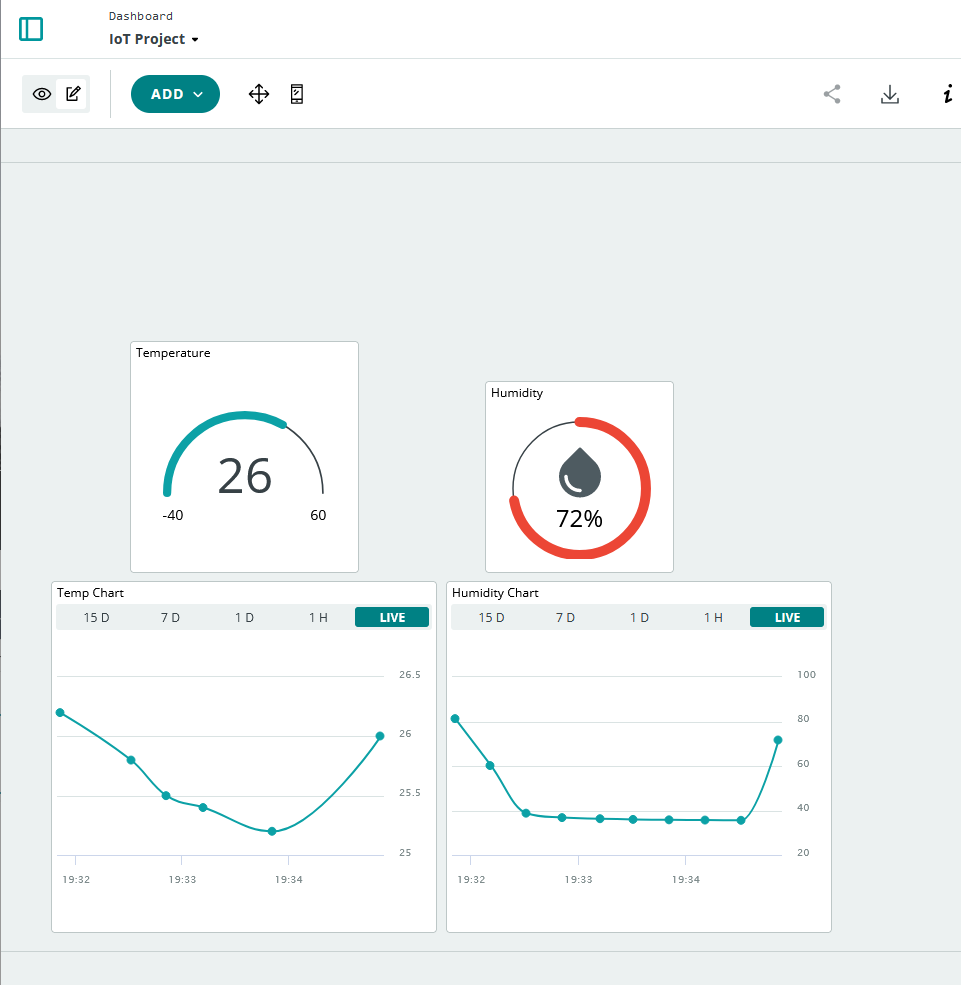 Dashboard
IoT Project
ADD
Temperature
26
-40 60
Humidity
72%
Temp Chart
15 D 7 D 1 D 1 H LIVE
26.5
26
25.5
25
19:32 19:33 19:34
Humidity Chart
15 D 7 D 1 D 1 H LIVE
100
80
60
40
20
19:32 19:33 19:34